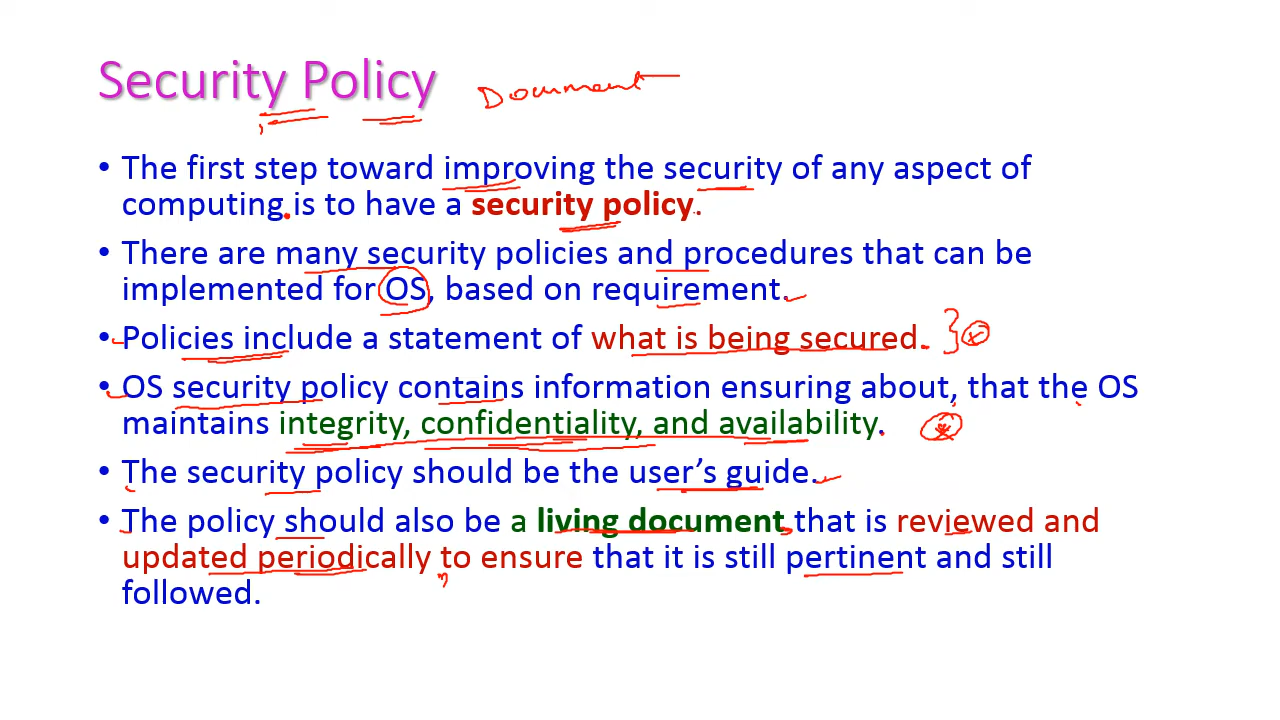 Security Policy Document
• The first step toward improving the security of any aspect of
computing is to have a security policy.
• There are many security policies and procedures that can be
implemented for OS, based on requirement.
• Policies include a statement of what is being secured.
• OS security policy contains information ensuring about, that the OS
maintains integrity, confidentiality, and availability.
• The security policy should be the user’s guide.
• The policy should also be a living document that is reviewed and
updated periodically to ensure that it is still pertinent and still
followed.